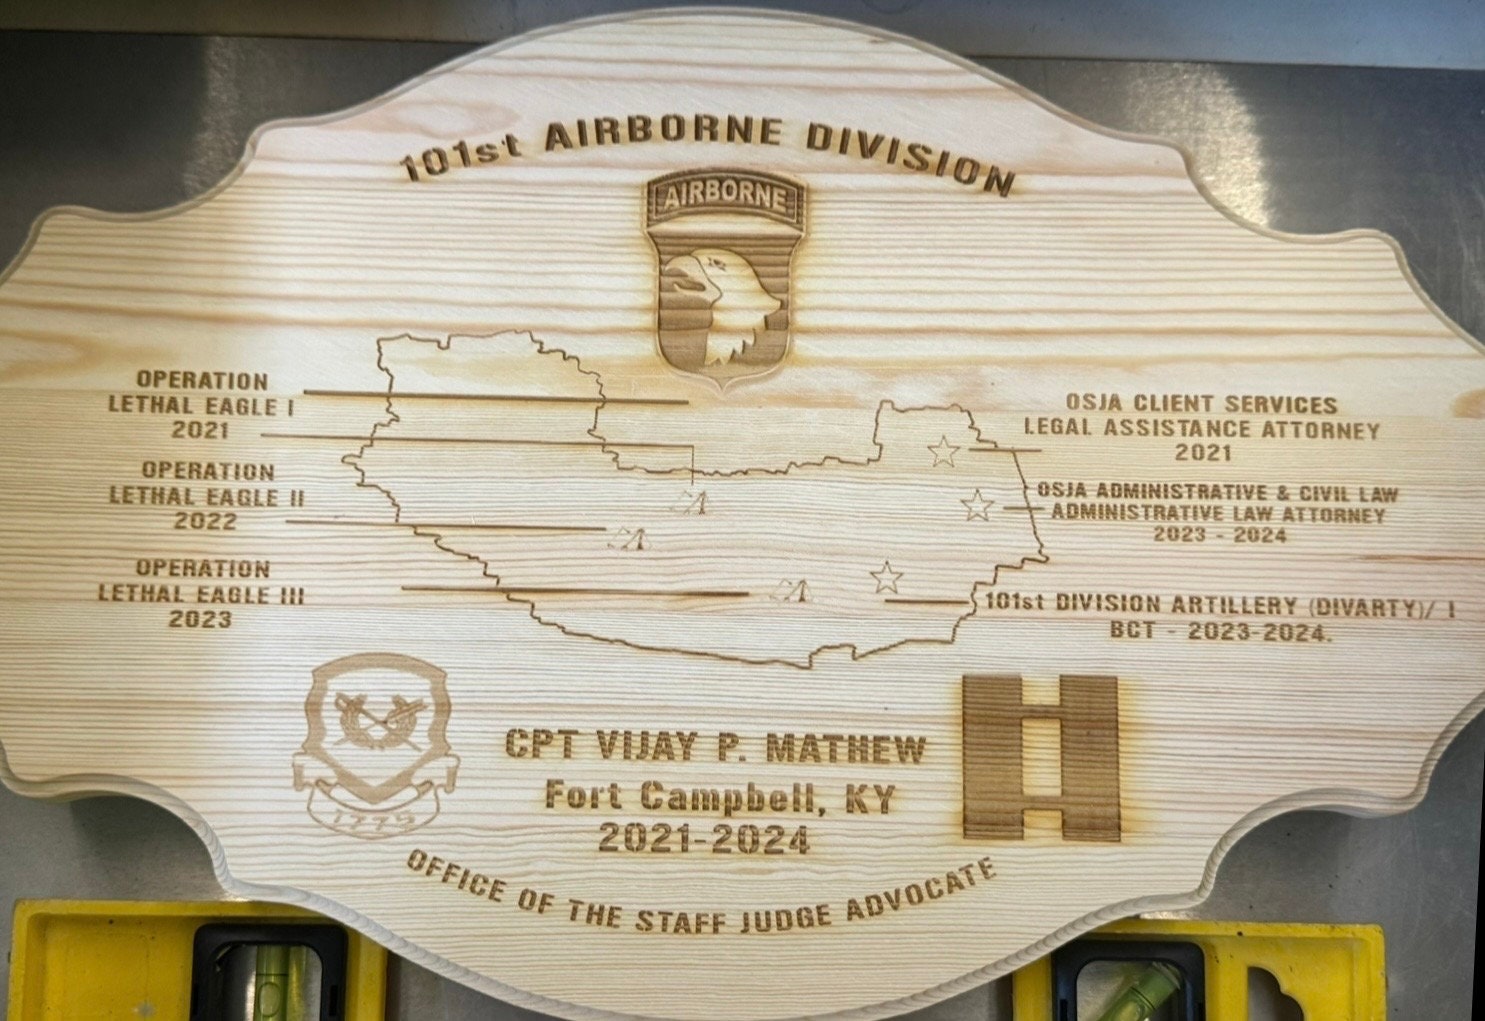 101st AIRBORNE DIVISION
AIRBORNE
OPERATION
LETHAL EAGLE I
2021
OPERATION
LETHAL EAGLE II
2022
OPERATION
LETHAL EAGLE III
2023
OSJA CLIENT SERVICES
LEGAL ASSISTANCE ATTORNEY
2021
OSJA ADMINISTRATIVE & CIVIL LAW
ADMINISTRATIVE LAW ATTORNEY
2023 - 2024
101st DIVISION ARTILLERY (DIVARTY)/ 1
BCT - 2023-2024.
1775
CPT VIJAY P. MATHEW
Fort Campbell, KY
2021-2024
OFFICE OF THE STAFF JUDGE ADVOCATE